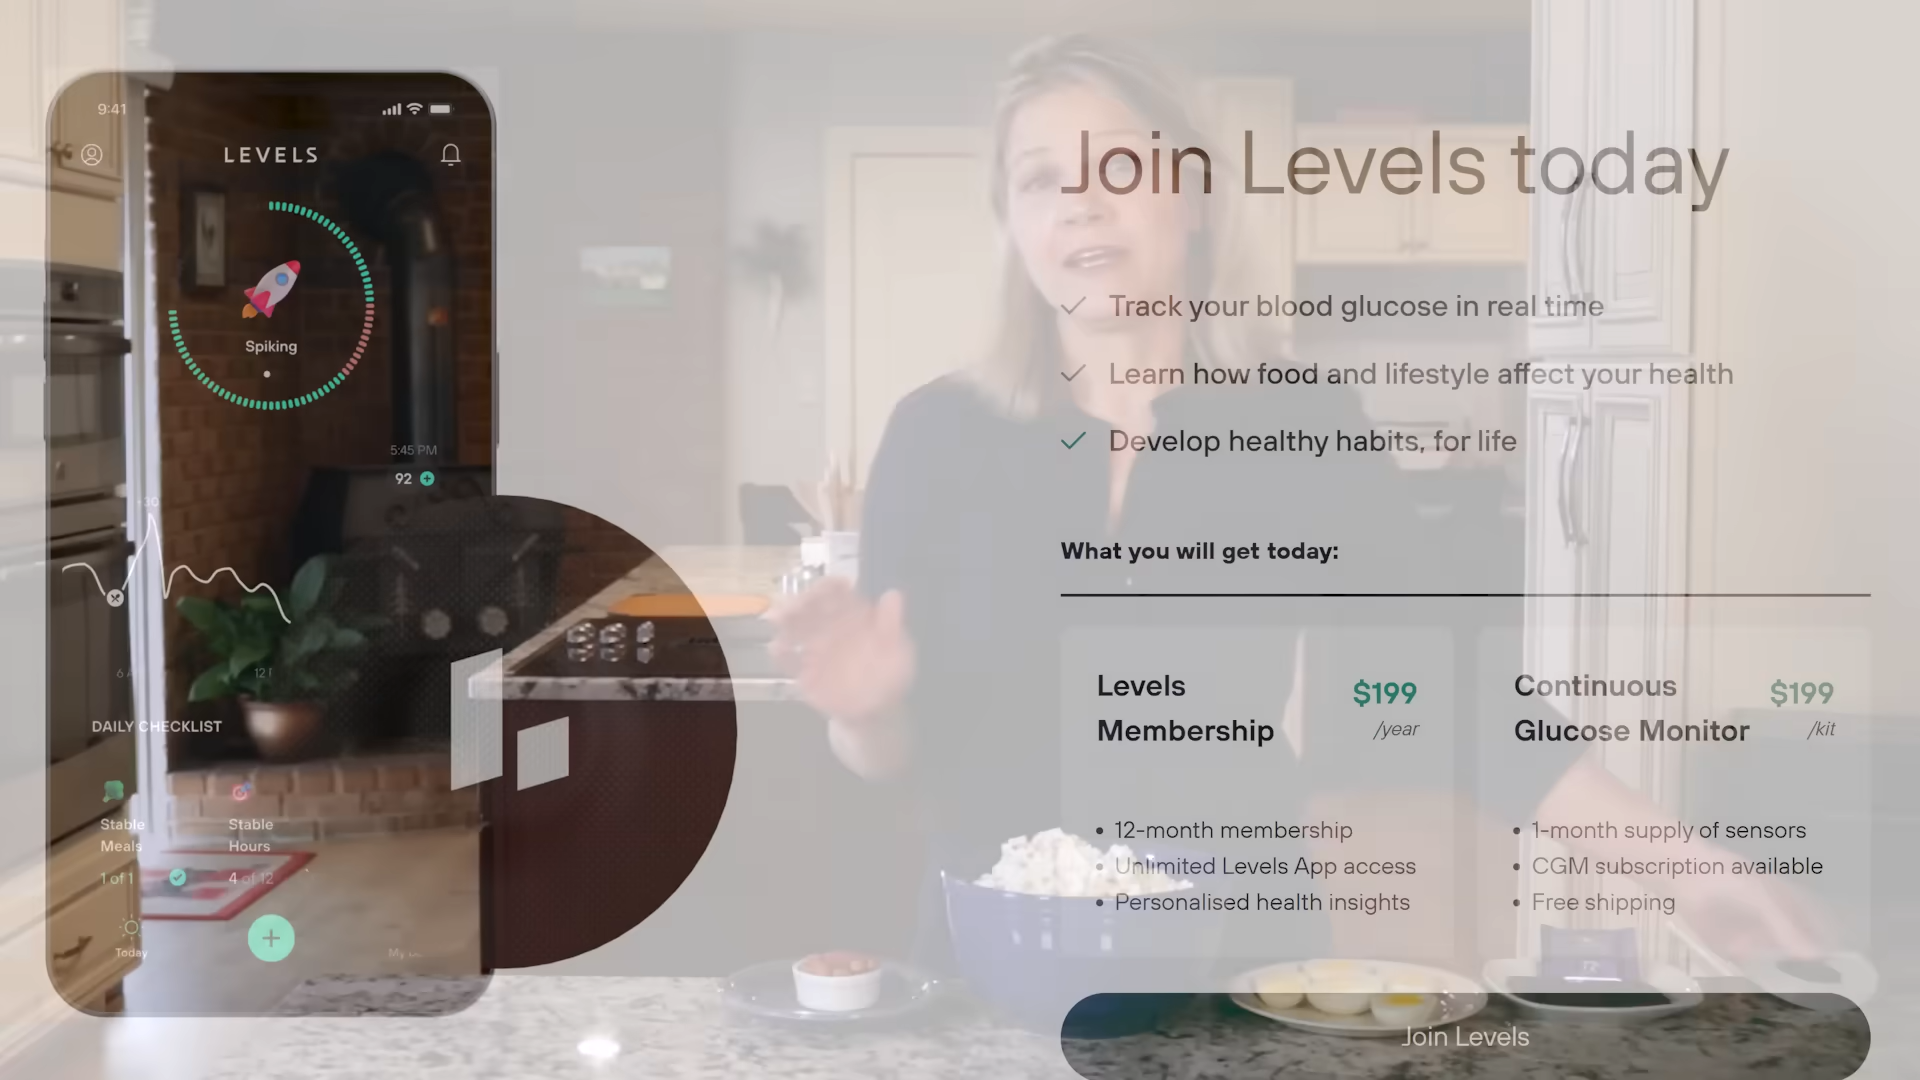 9:41
LEVELS
Spiking
5:45 PM
92
+30
6 A
12 P
DAILY CHECKLIST
Stable
Meals
1 of 1
Stable
Hours
4 of 12
Today
My
Join Levels today
Track your blood glucose in real time
Learn how food and lifestyle affect your health
Develop healthy habits, for life
What you will get today:
Levels
Membership
$199
/year
12-month membership
Unlimited Levels App access
Personalised health insights
Continuous
Glucose Monitor
$199
/kit
1-month supply of sensors
CGM subscription available
Free shipping
Join Levels